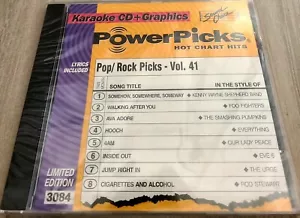 Karaoke CD+Graphics
PowerPicks
HOT CHART HITS
LYRICS INCLUDED
Pop/Rock Picks - Vol. 41
SONG TITLE IN THE STYLE OF
1 SOMEHOW, SOMEWHERE, SOMEWAY KENNY WAYNE SHEPHERD BAND
2 WALKING AFTER YOU FOO FIGHTERS
3 AVA ADORE THE SMASHING PUMPKINS
4 HOOCH EVERYTHING
5 4AM OUR LADY PEACE
6 INSIDE OUT EVE 6
7 JUMP RIGHT IN THE URGE
8 CIGARETTES AND ALCOHOL ROD STEWART
LIMITED EDITION
3084